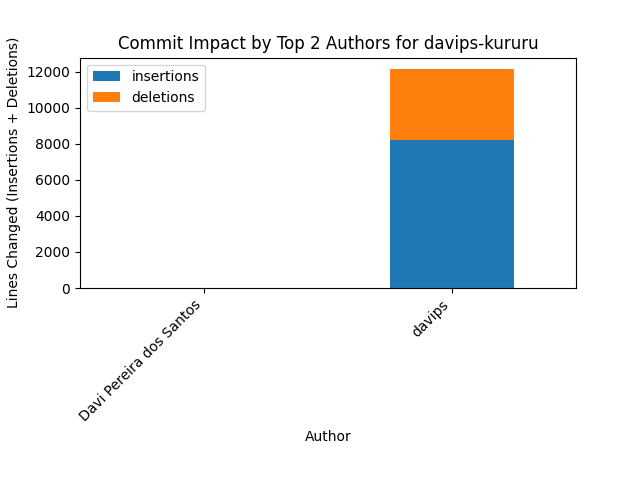 Commit Impact by Top 2 Authors for davips-kururu
insertions
deletions
Lines Changed (Insertions + Deletions)
12000
10000
8000
6000
4000
2000
0
Davi Pereira dos Santos
davips
Author